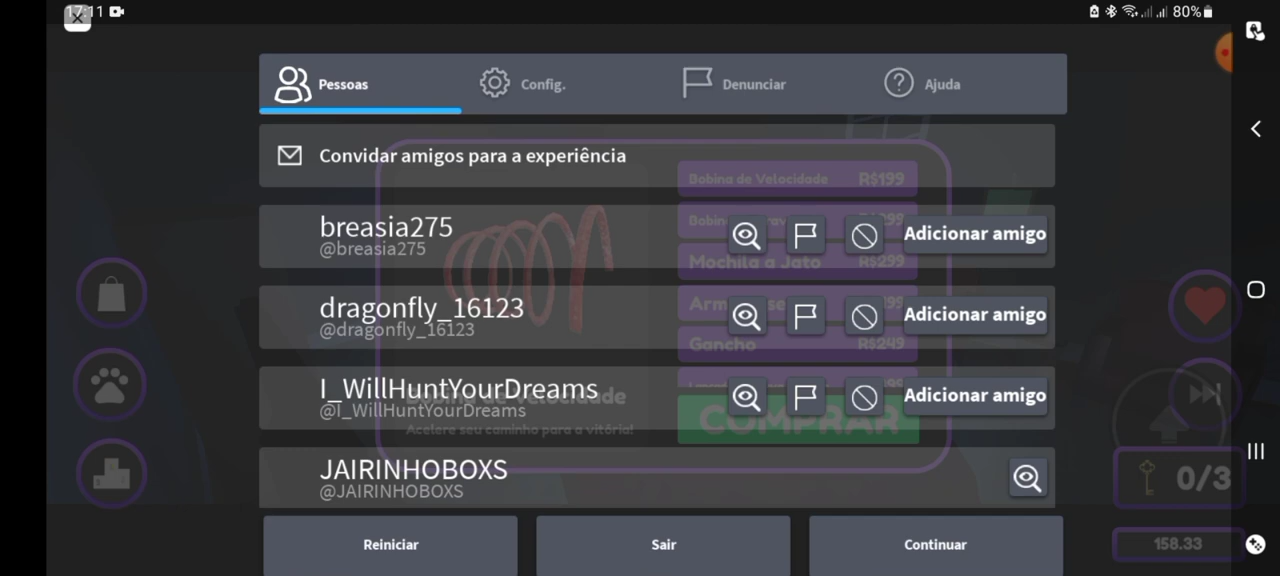 17:11
80%
Pessoas
Config.
Denunciar
Ajuda
Convidar amigos para a experiência
Bobina de Velocidade R$199
breasia275
@breasia275
Adicionar amigo
Mochila a Jato R$299
dragonfly_16123
@dragonfly_16123
Adicionar amigo
Gancho R$249
I_WillHuntYourDreams
@I_WillHuntYourDreams
Adicionar amigo
COMPRAR
Acelere seu caminho para a vitória!
JAIRINHOBOXS
@JAIRINHOBOXS
0/3
Reiniciar
Sair
Continuar
158.33